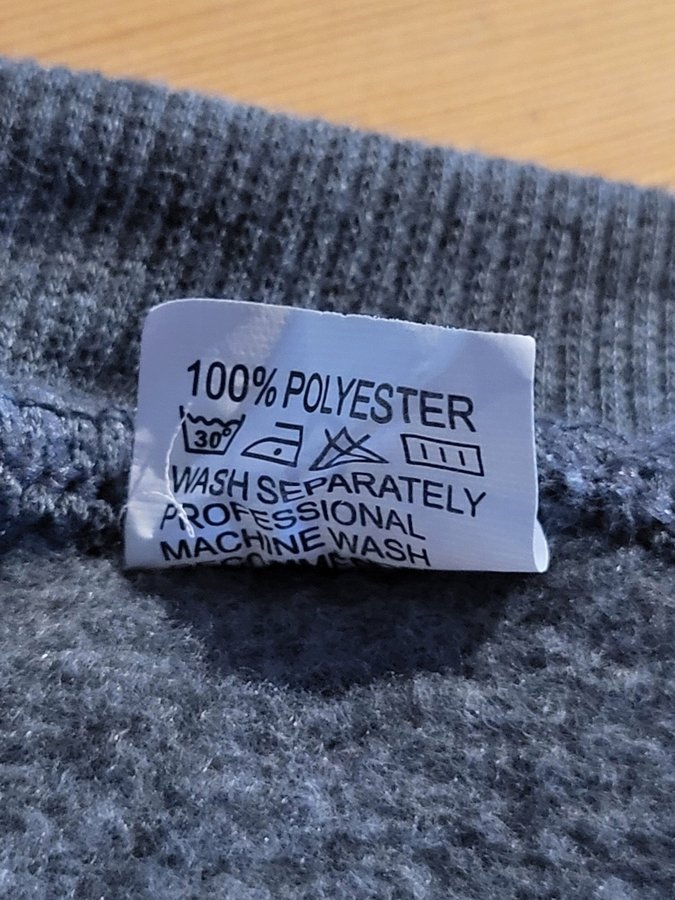 100% POLYESTER
30°
WASH SEPARATELY
PROFESSIONAL
MACHINE WASH